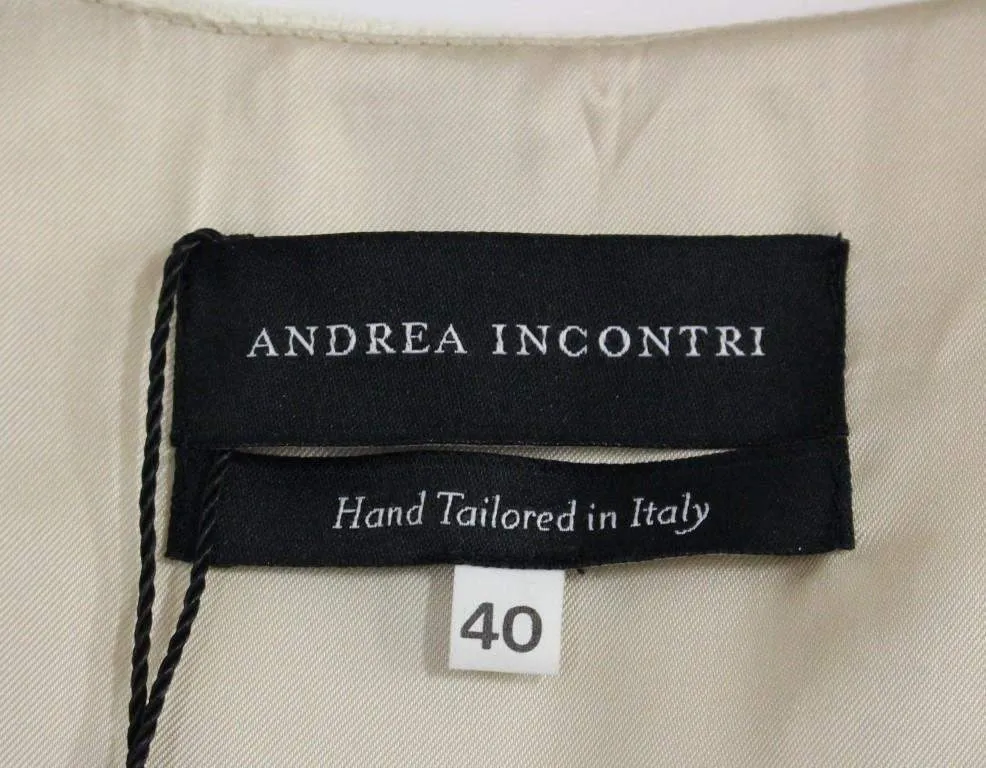 ANDREA INCONTRI
Hand Tailored in Italy
40